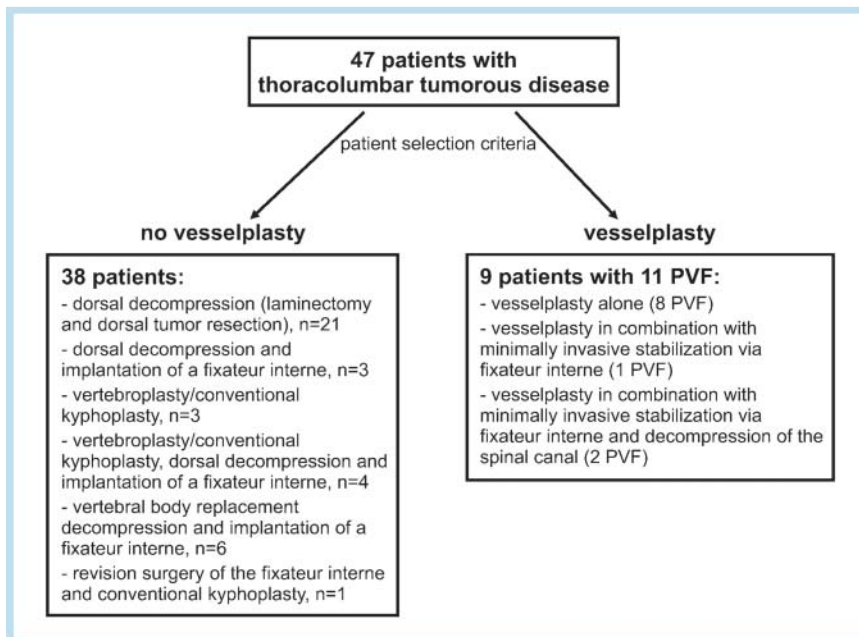 47 patients with
thoracolumbar tumorous disease
patient selection criteria
no vesselplasty
38 patients:
- dorsal decompression (laminectomy
and dorsal tumor resection), n=21
- dorsal decompression and
implantation of a fixateur interne, n=3
- vertebroplasty/conventional
kyphoplasty, n=3
- vertebroplasty/conventional
kyphoplasty, dorsal decompression and
implantation of a fixateur interne, n=4
- vertebral body replacement
decompression and implantation of a
fixateur interne, n=6
- revision surgery of the fixateur interne
and conventional kyphoplasty, n=1
vesselplasty
9 patients with 11 PVF:
- vesselplasty alone (8 PVF)
- vesselplasty in combination with
minimally invasive stabilization via
fixateur interne (1 PVF)
- vesselplasty in combination with
minimally invasive stabilization via
fixateur interne and decompression of the
spinal canal (2 PVF)